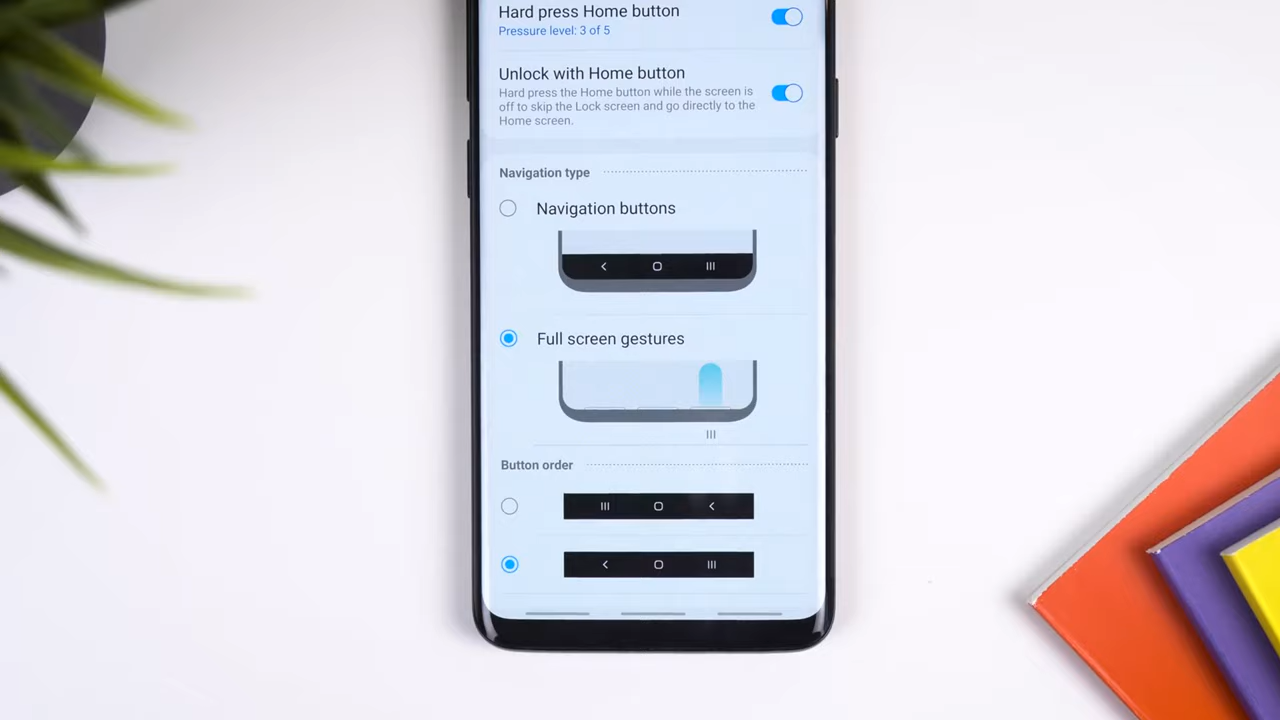 Hard press Home button
Pressure level: 3 of 5
Unlock with Home button
Hard press the Home button while the screen is
off to skip the Lock screen and go directly to the
Home screen.
Navigation type
Navigation buttons
Full screen gestures
Button order